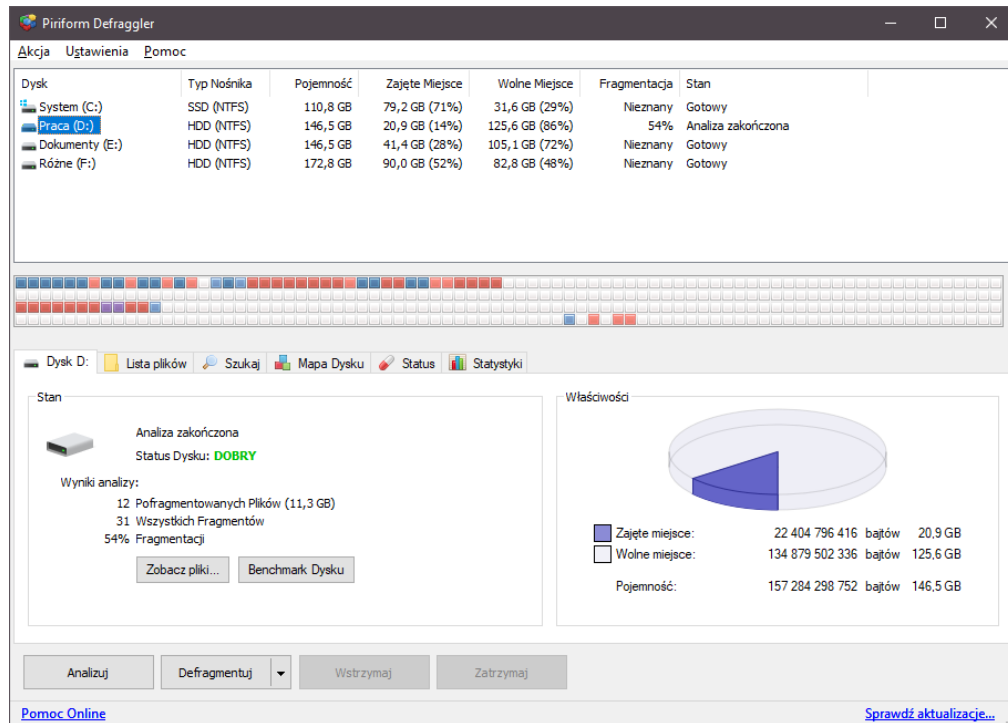 Piriform Defraggler
Akcja Ustawienia Pomoc
Dysk Typ Nośnika Pojemność Zajęte Miejsce Wolne Miejsce Fragmentacja Stan
System (C:) SSD (NTFS) 110,8 GB 79,2 GB (71%) 31,6 GB (29%) Nieznany Gotowy
Praca (D:) HDD (NTFS) 146,5 GB 20,9 GB (14%) 125,6 GB (86%) 54% Analiza zakończona
Dokumenty (E:) HDD (NTFS) 146,5 GB 41,4 GB (28%) 105,1 GB (72%) Nieznany Gotowy
Różne (F:) HDD (NTFS) 172,8 GB 90,0 GB (52%) 82,8 GB (48%) Nieznany Gotowy
Dysk D: Lista plików Szukaj Mapa Dysku Status Statystyki
Stan
Analiza zakończona
Status Dysku: DOBRY
Wyniki analizy:
12 Pofragmentowanych Plików (11,3 GB)
31 Wszystkich Fragmentów
54% Fragmentacji
Zobacz pliki... Benchmark Dysku
Właściwości
Zajęte miejsce: 22 404 796 416 bajtów 20,9 GB
Wolne miejsce: 134 879 502 336 bajtów 125,6 GB
Pojemność: 157 284 298 752 bajtów 146,5 GB
Analizuj Defragmentuj Wstrzymaj Zatrzymaj
Pomoc Online Sprawdź aktualizacje...